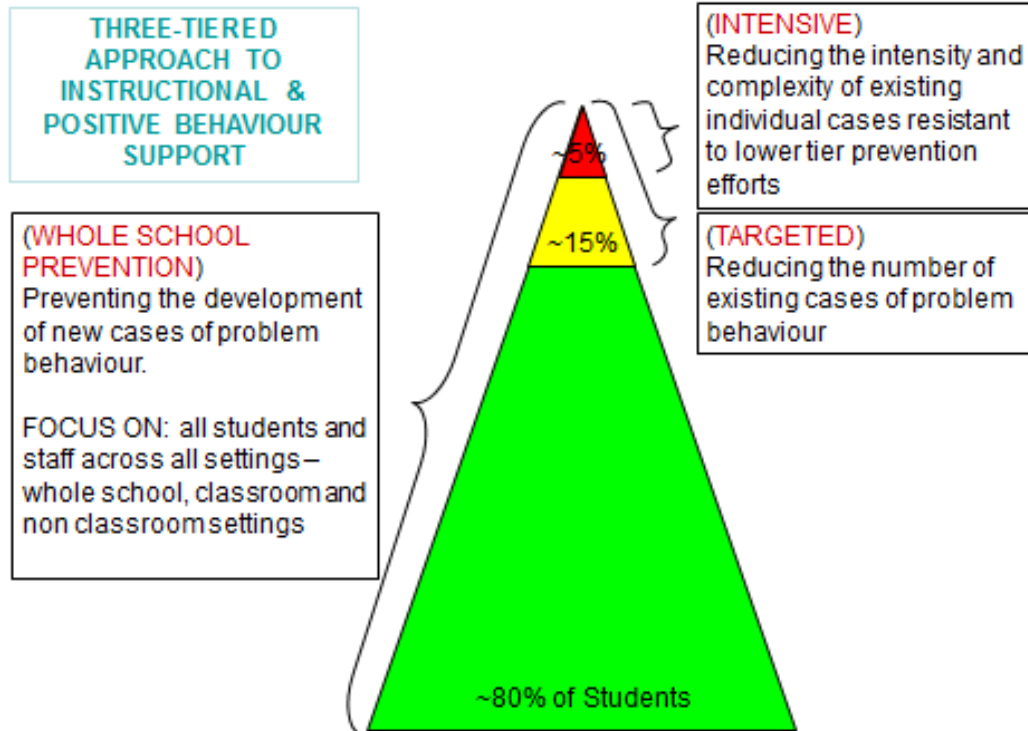 THREE-TIERED
APPROACH TO
INSTRUCTIONAL &
POSITIVE BEHAVIOUR
SUPPORT
(WHOLE SCHOOL
PREVENTION)
Preventing the development
of new cases of problem
behaviour.
FOCUS ON: all students and
staff across all settings –
whole school, classroom and
non classroom settings
~5%
~15%
~80% of Students
(INTENSIVE)
Reducing the intensity and
complexity of existing
individual cases resistant
to lower tier prevention
efforts
(TARGETED)
Reducing the number of
existing cases of problem
behaviour